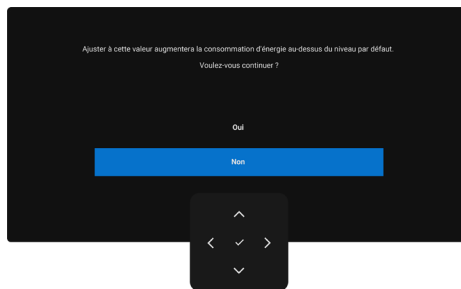 Ajuster à cette valeur augmentera la consommation d'énergie au-dessus du niveau par défaut.
Voulez-vous continuer ?
Oui
Non